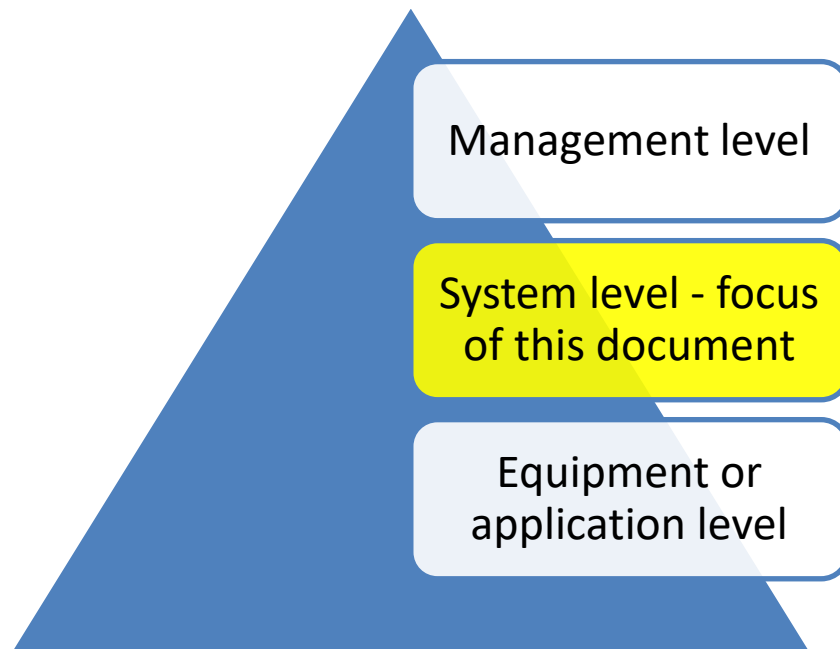 Management level
System level - focus
of this document
Equipment or
application level